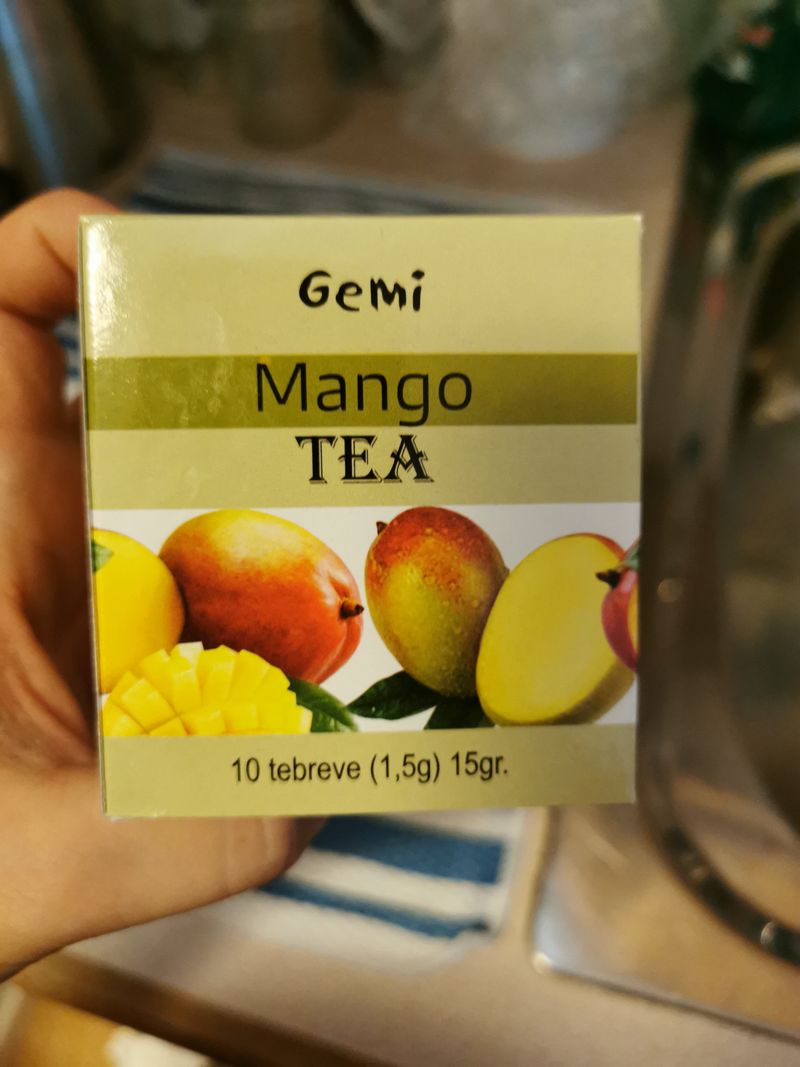 Gemi
Mango
TEA
10 tebreve (1,5g) 15gr.